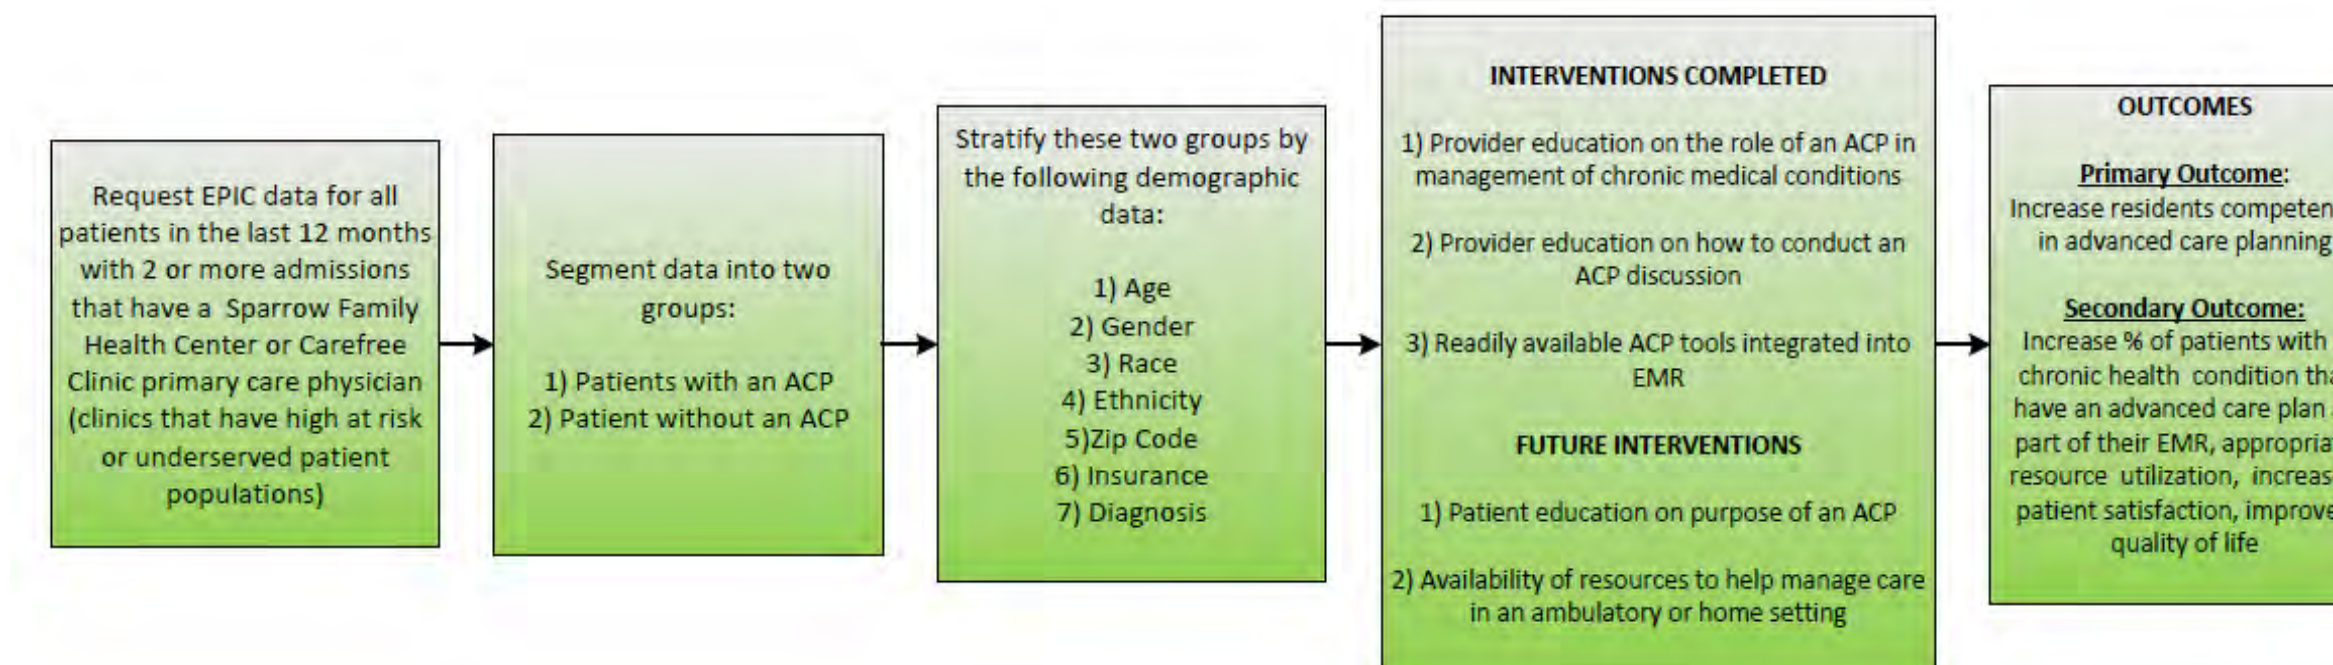 Request EPIC data for all
patients in the last 12 months
with 2 or more admissions
that have a Sparrow Family
Health Center or Carefree
Clinic primary care physician
(clinics that have high at risk
or underserved patient
populations)
Segment data into two
groups:
1) Patients with an ACP
2) Patient without an ACP
Stratify these two groups by
the following demographic
data:
1) Age
2) Gender
3) Race
4) Ethnicity
5)Zip Code
6) Insurance
7) Diagnosis
INTERVENTIONS COMPLETED
1) Provider education on the role of an ACP in
management of chronic medical conditions
2) Provider education on how to conduct an
ACP discussion
3) Readily available ACP tools integrated into
EMR
FUTURE INTERVENTIONS
1) Patient education on purpose of an ACP
2) Availability of resources to help manage care
in an ambulatory or home setting
OUTCOMES
Primary Outcome:
Increase residents
in advanced care planning
Secondary Outcome:
Increase % of patients with
chronic health condition
have an advanced care plan
part of their EMR,
resource utilization,
patient satisfaction,
quality of life